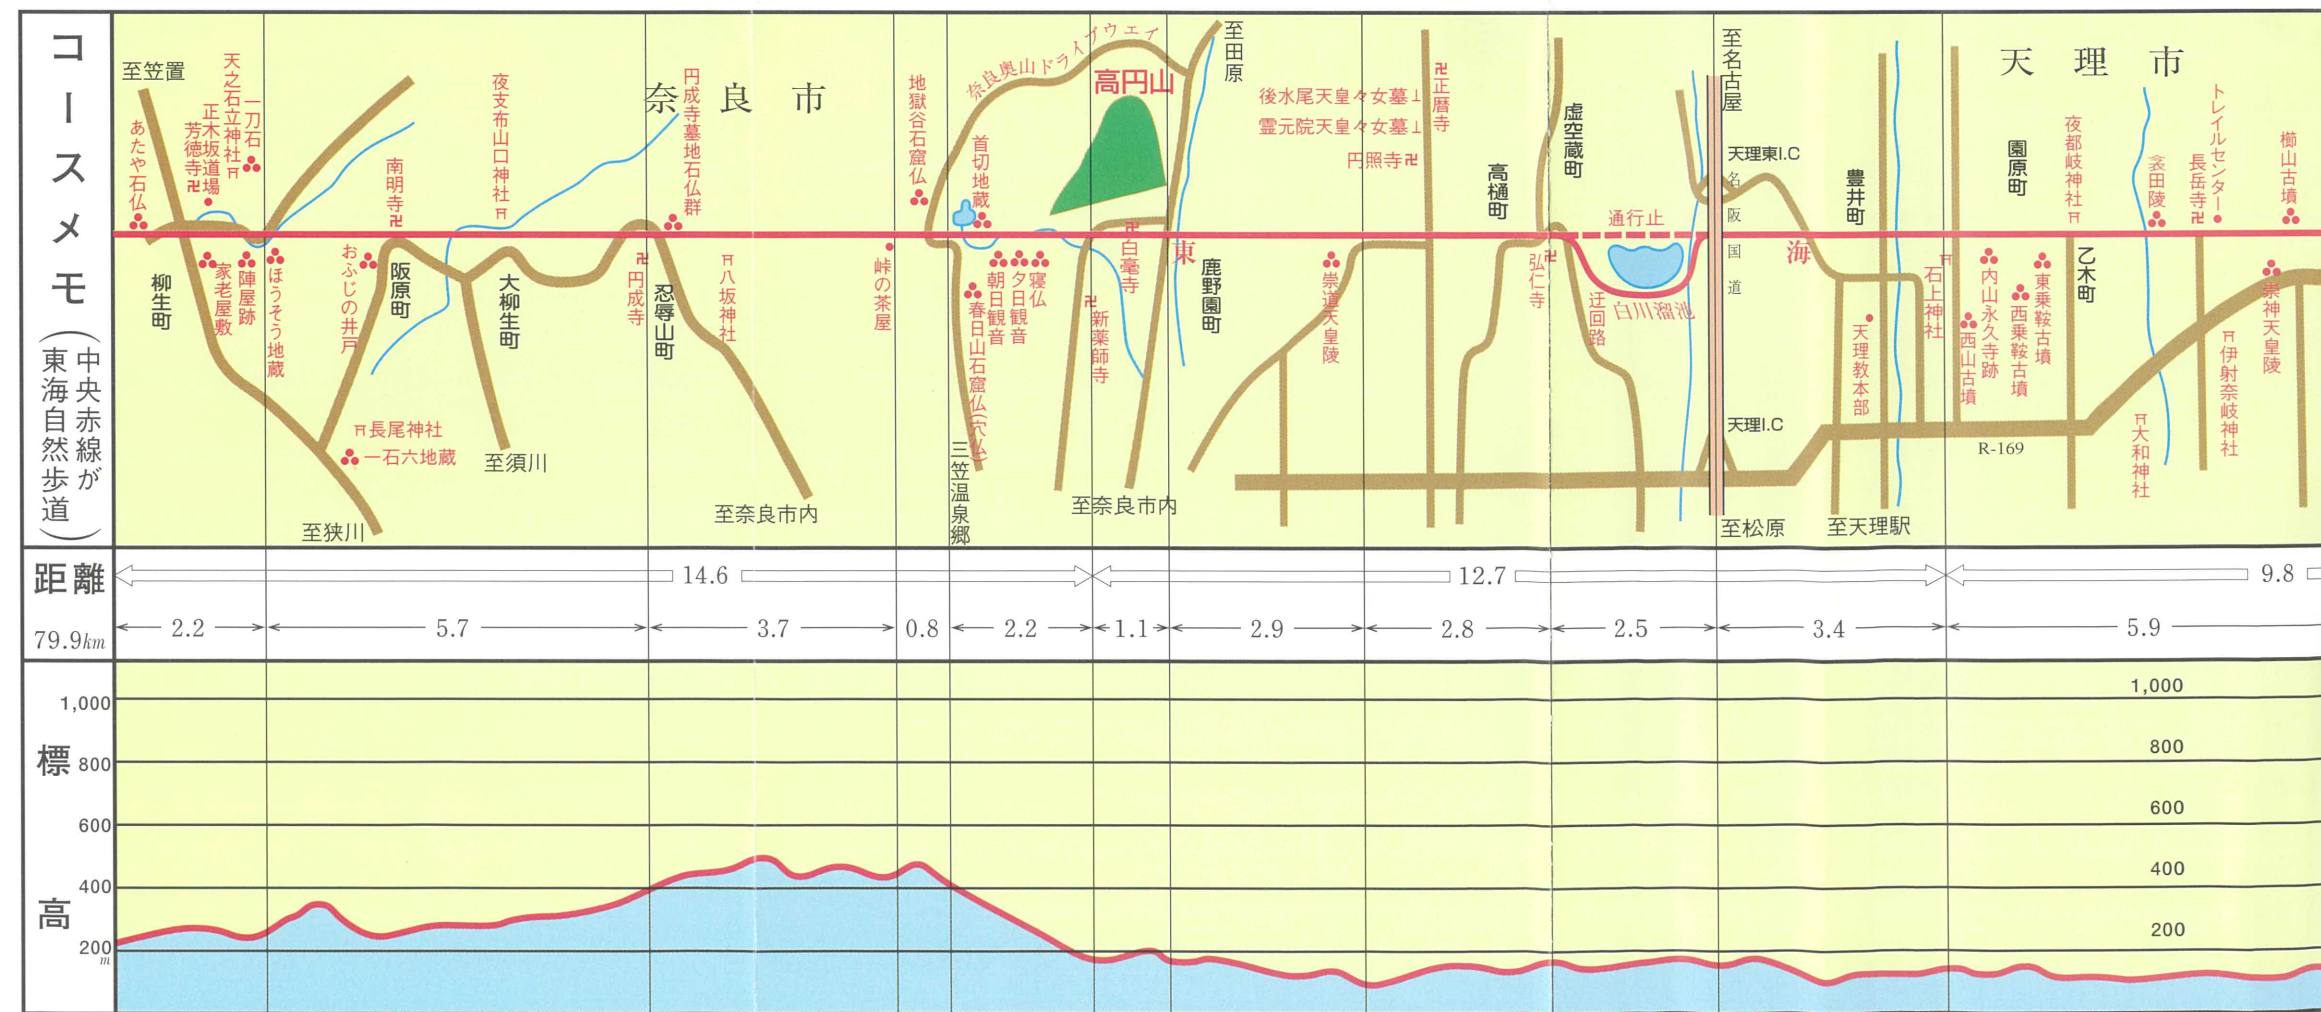 コースメモ
(中央赤線が
東海自然歩道)
至笠置
あたや石仏
芳徳寺卍
正木坂道場
天之石立神社
一刀石
柳生町
家老屋敷
陣屋跡
ほうそう地蔵
おふじの井戸
南明寺卍
阪原町
長尾神社
一石六地蔵
至狭川
夜支布山口神社
大柳生町
至須川
奈良市
円成寺墓地石仏群
卍円成寺
忍辱山町
八坂神社
至奈良市内
峠の茶屋
地獄谷石窟仏
奈良奥山ドライブウェイ
首切地蔵
朝日観音
夕日観音
寝仏
春日山石窟仏(穴仏)
三笠温泉郷
高円山
卍白毫寺
卍新薬師寺
至奈良市内
至田原
東
鹿野園町
後水尾天皇々女墓
霊元院天皇々女墓
円照寺卍
卍正暦寺
崇道天皇陵
高樋町
虚空蔵町
弘仁寺卍
通行止
迂回路
白川溜池
至名古屋
天理東I.C
名阪国道
天理I.C
至松原
海
豊井町
天理教本部
至天理駅
石上神社
天理市
園原町
内山永久寺跡
西山古墳
東乗鞍古墳
西乗鞍古墳
R-169
夜都岐神社
乙木町
衾田陵
大和神社
トレイルセンター
長岳寺卍
伊射奈岐神社
櫛山古墳
崇神天皇陵
距離
79.9km
14.6
12.7
9.8
2.2
5.7
3.7
0.8
2.2
1.1
2.9
2.8
2.5
3.4
5.9
標高
1,000
800
600
400
200
m
1,000
800
600
400
200